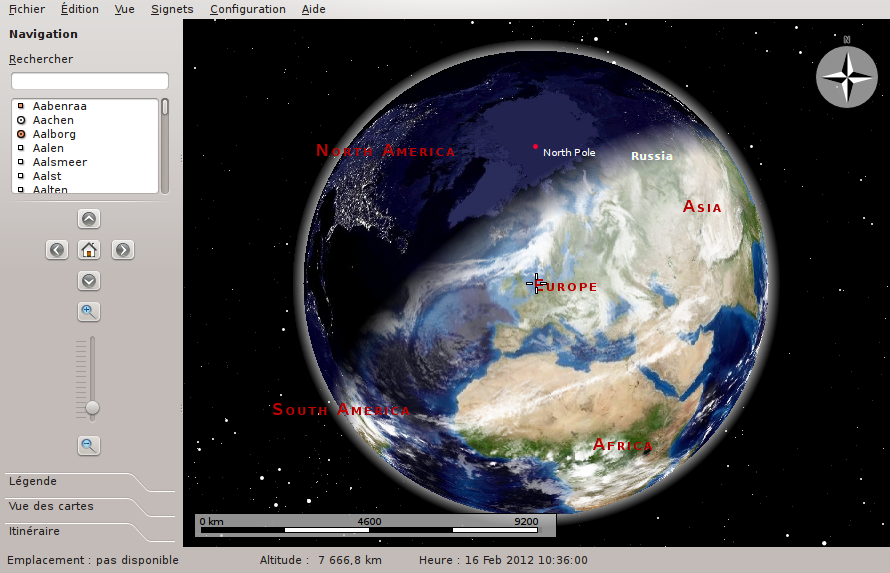 Fichier Édition Vue Signets Configuration Aide
Navigation
Rechercher
Aabenraa
Aachen
Aalborg
Aalen
Aalsmeer
Aalst
Aalten
Légende
Vue des cartes
Itinéraire
N
North America
North Pole
Russia
Asia
Europe
South America
Africa
0 km 4600 9200
Emplacement : pas disponible Altitude : 7 666,8 km Heure : 16 Feb 2012 10:36:00